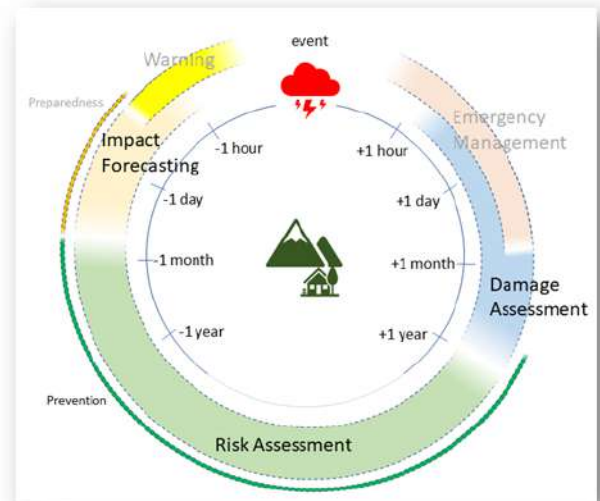 event
Warning
Preparedness
Impact
Forecasting
Emergency
Management
-1 hour
+1 hour
-1 day
+1 day
-1 month
+1 month
Damage
Assessment
-1 year
+1 year
Prevention
Risk Assessment